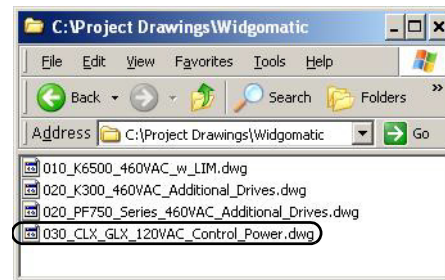 C:\Project Drawings\Widgomatic
File Edit View Favorites Tools Help
Back Search Folders »
Address C:\Project Drawings\Widgomatic Go
010_K6500_460VAC_w_LIM.dwg
020_K300_460VAC_Additional_Drives.dwg
020_PF750_Series_460VAC_Additional_Drives.dwg
030_CLX_GLX_120VAC_Control_Power.dwg